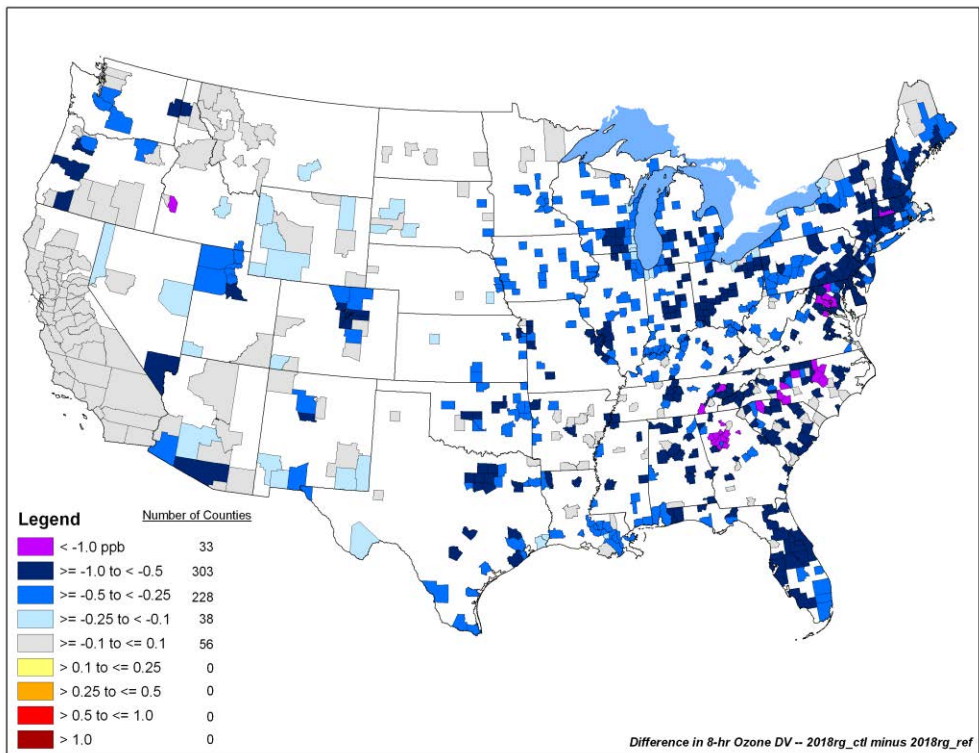 Legend Number of Counties
< -1.0 ppb 33
>= -1.0 to < -0.5 303
>= -0.5 to < -0.25 228
>= -0.25 to < -0.1 38
>= -0.1 to <= 0.1 56
> 0.1 to <= 0.25 0
> 0.25 to <= 0.5 0
> 0.5 to <= 1.0 0
> 1.0 0
Difference in 8-hr Ozone DV -- 2018rg_ctl minus 2018rg_ref